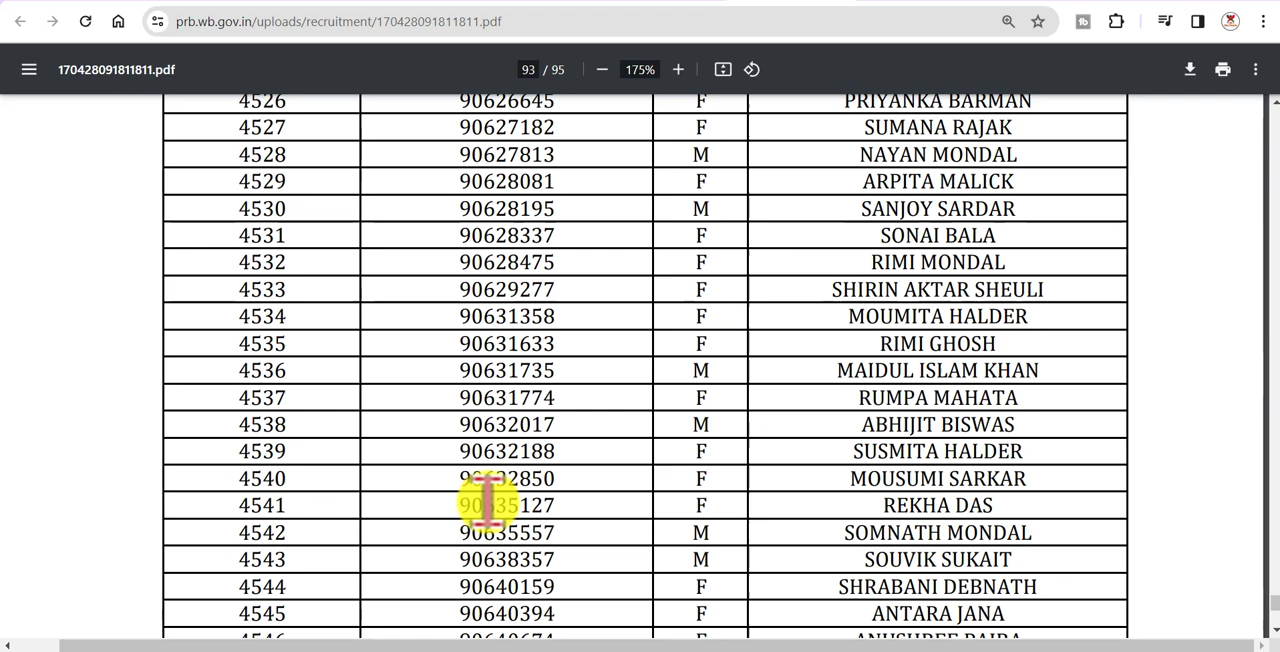 prb.wb.gov.in/uploads/recruitment/170428091811811.pdf
170428091811811.pdf 93 / 95 175%
4526 90626645 F PRIYANKA BARMAN
4527 90627182 F SUMANA RAJAK
4528 90627813 M NAYAN MONDAL
4529 90628081 F ARPITA MALICK
4530 90628195 M SANJOY SARDAR
4531 90628337 F SONAI BALA
4532 90628475 F RIMI MONDAL
4533 90629277 F SHIRIN AKTAR SHEULI
4534 90631358 F MOUMITA HALDER
4535 90631633 F RIMI GHOSH
4536 90631735 M MAIDUL ISLAM KHAN
4537 90631774 F RUMPA MAHATA
4538 90632017 M ABHIJIT BISWAS
4539 90632188 F SUSMITA HALDER
4540 90632850 F MOUSUMI SARKAR
4541 90635127 F REKHA DAS
4542 90635557 M SOMNATH MONDAL
4543 90638357 M SOUVIK SUKAIT
4544 90640159 F SHRABANI DEBNATH
4545 90640394 F ANTARA JANA